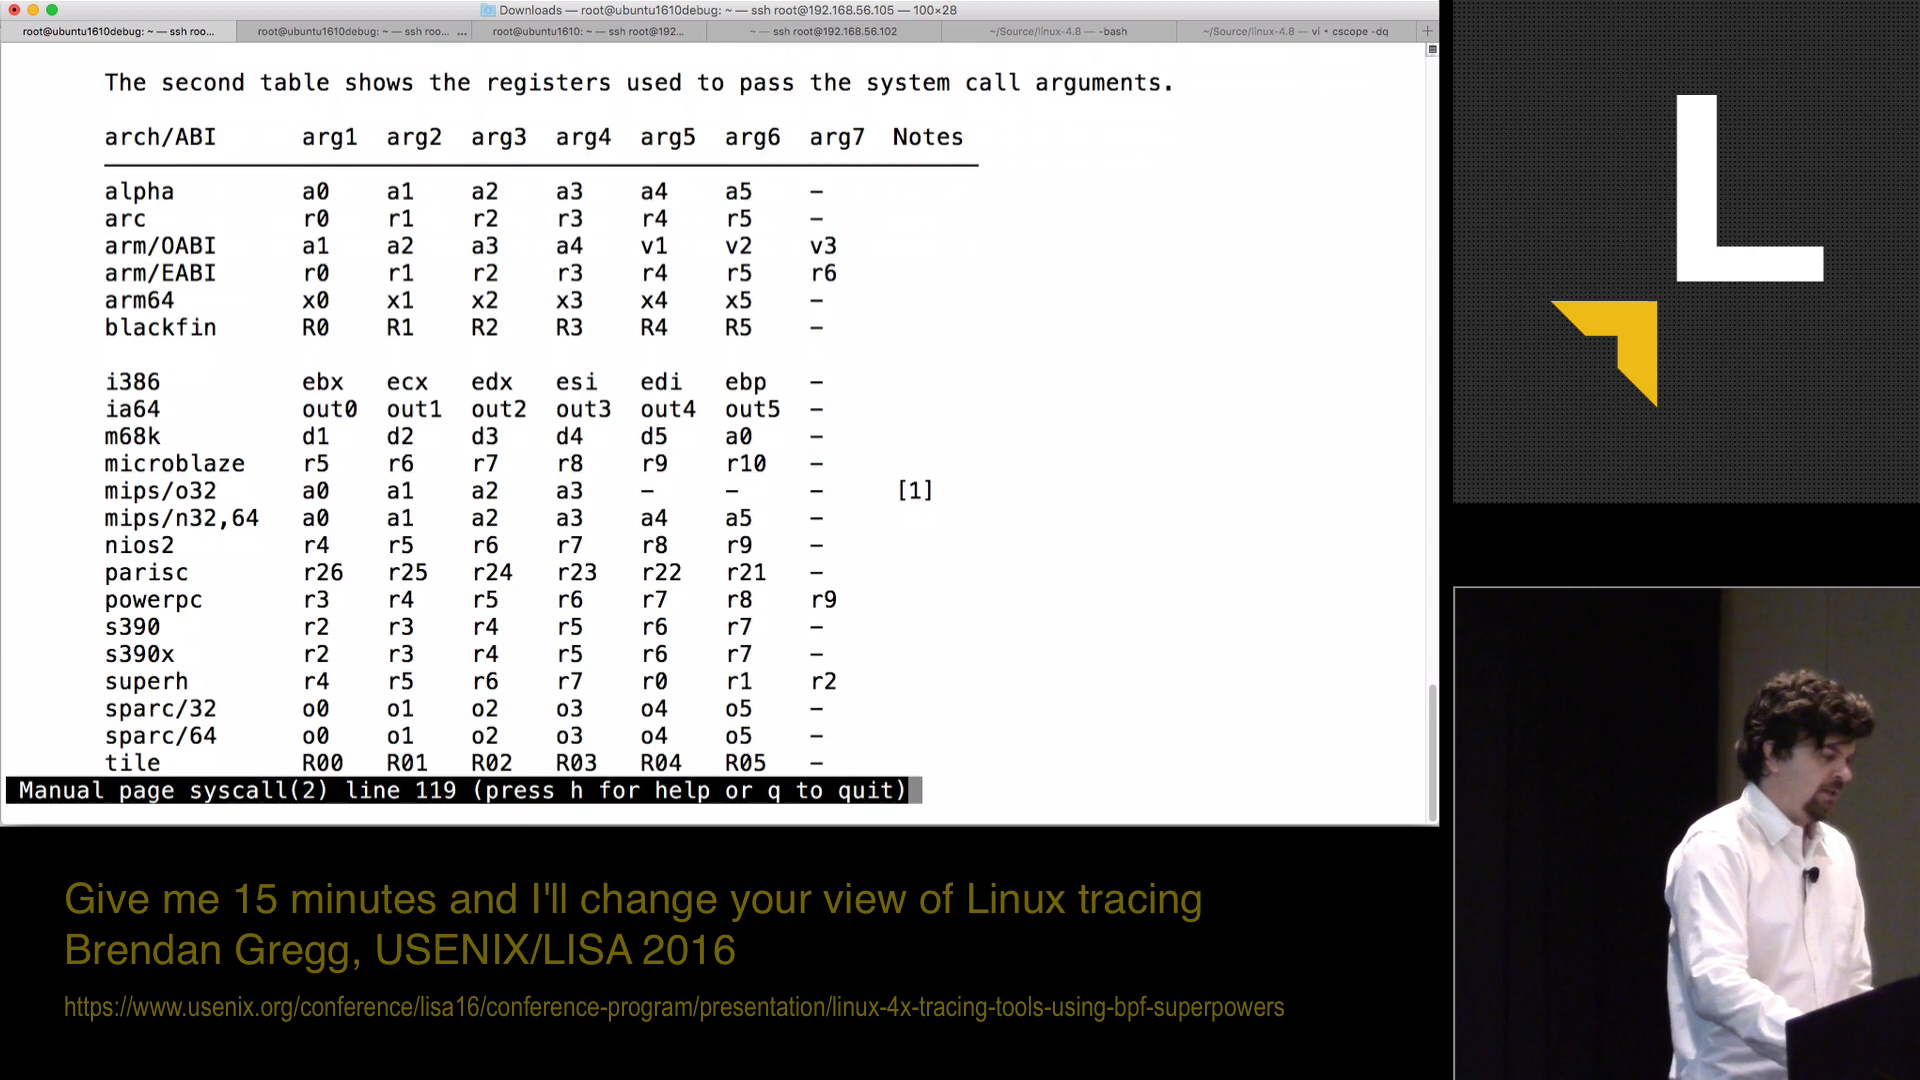 Downloads — root@ubuntu1610debug: ~ — ssh root@192.168.56.105 — 100×28
root@ubuntu1610debug: ~ — ssh roo... root@ubuntu1610debug: ~ — ssh roo... ... root@ubuntu1610: ~ — ssh root@192... ~ — ssh root@192.168.56.102 ~/Source/linux-4.8 — -bash ~/Source/linux-4.8 — vi • cscope -dq +
The second table shows the registers used to pass the system call arguments.
arch/ABI arg1 arg2 arg3 arg4 arg5 arg6 arg7 Notes
alpha a0 a1 a2 a3 a4 a5 –
arc r0 r1 r2 r3 r4 r5 –
arm/OABI a1 a2 a3 a4 v1 v2 v3
arm/EABI r0 r1 r2 r3 r4 r5 r6
arm64 x0 x1 x2 x3 x4 x5 –
blackfin R0 R1 R2 R3 R4 R5 –
i386 ebx ecx edx esi edi ebp –
ia64 out0 out1 out2 out3 out4 out5 –
m68k d1 d2 d3 d4 d5 a0 –
microblaze r5 r6 r7 r8 r9 r10 –
mips/o32 a0 a1 a2 a3 – – – [1]
mips/n32,64 a0 a1 a2 a3 a4 a5 –
nios2 r4 r5 r6 r7 r8 r9 –
parisc r26 r25 r24 r23 r22 r21 –
powerpc r3 r4 r5 r6 r7 r8 r9
s390 r2 r3 r4 r5 r6 r7 –
s390x r2 r3 r4 r5 r6 r7 –
superh r4 r5 r6 r7 r0 r1 r2
sparc/32 o0 o1 o2 o3 o4 o5 –
sparc/64 o0 o1 o2 o3 o4 o5 –
tile R00 R01 R02 R03 R04 R05 –
Manual page syscall(2) line 119 (press h for help or q to quit)
Give me 15 minutes and I'll change your view of Linux tracing
Brendan Gregg, USENIX/LISA 2016
https://www.usenix.org/conference/lisa16/conference-program/presentation/linux-4x-tracing-tools-using-bpf-superpowers